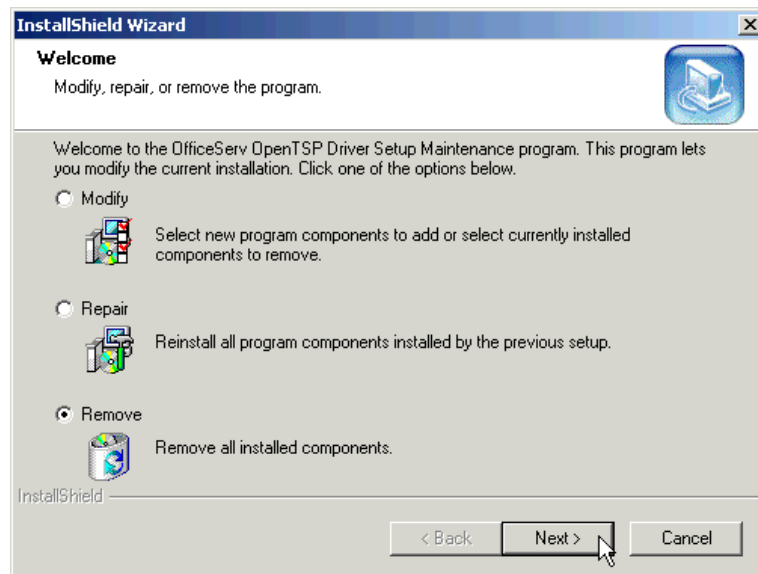 InstallShield Wizard
Welcome
Modify, repair, or remove the program.
Welcome to the OfficeServ OpenTSP Driver Setup Maintenance program. This program lets
you modify the current installation. Click one of the options below.
Modify
Select new program components to add or select currently installed
components to remove.
Repair
Reinstall all program components installed by the previous setup.
Remove
Remove all installed components.
InstallShield
< Back
Next >
Cancel